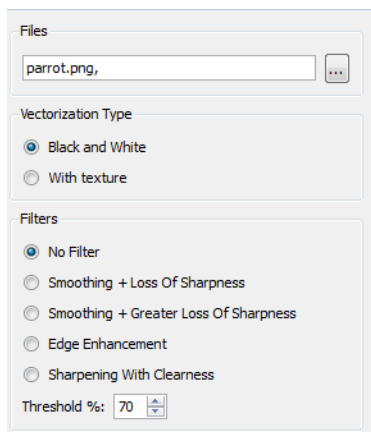 Files
parrot.png,
...
Vectorization Type
Black and White
With texture
Filters
No Filter
Smoothing + Loss Of Sharpness
Smoothing + Greater Loss Of Sharpness
Edge Enhancement
Sharpening With Clearness
Threshold %: 70